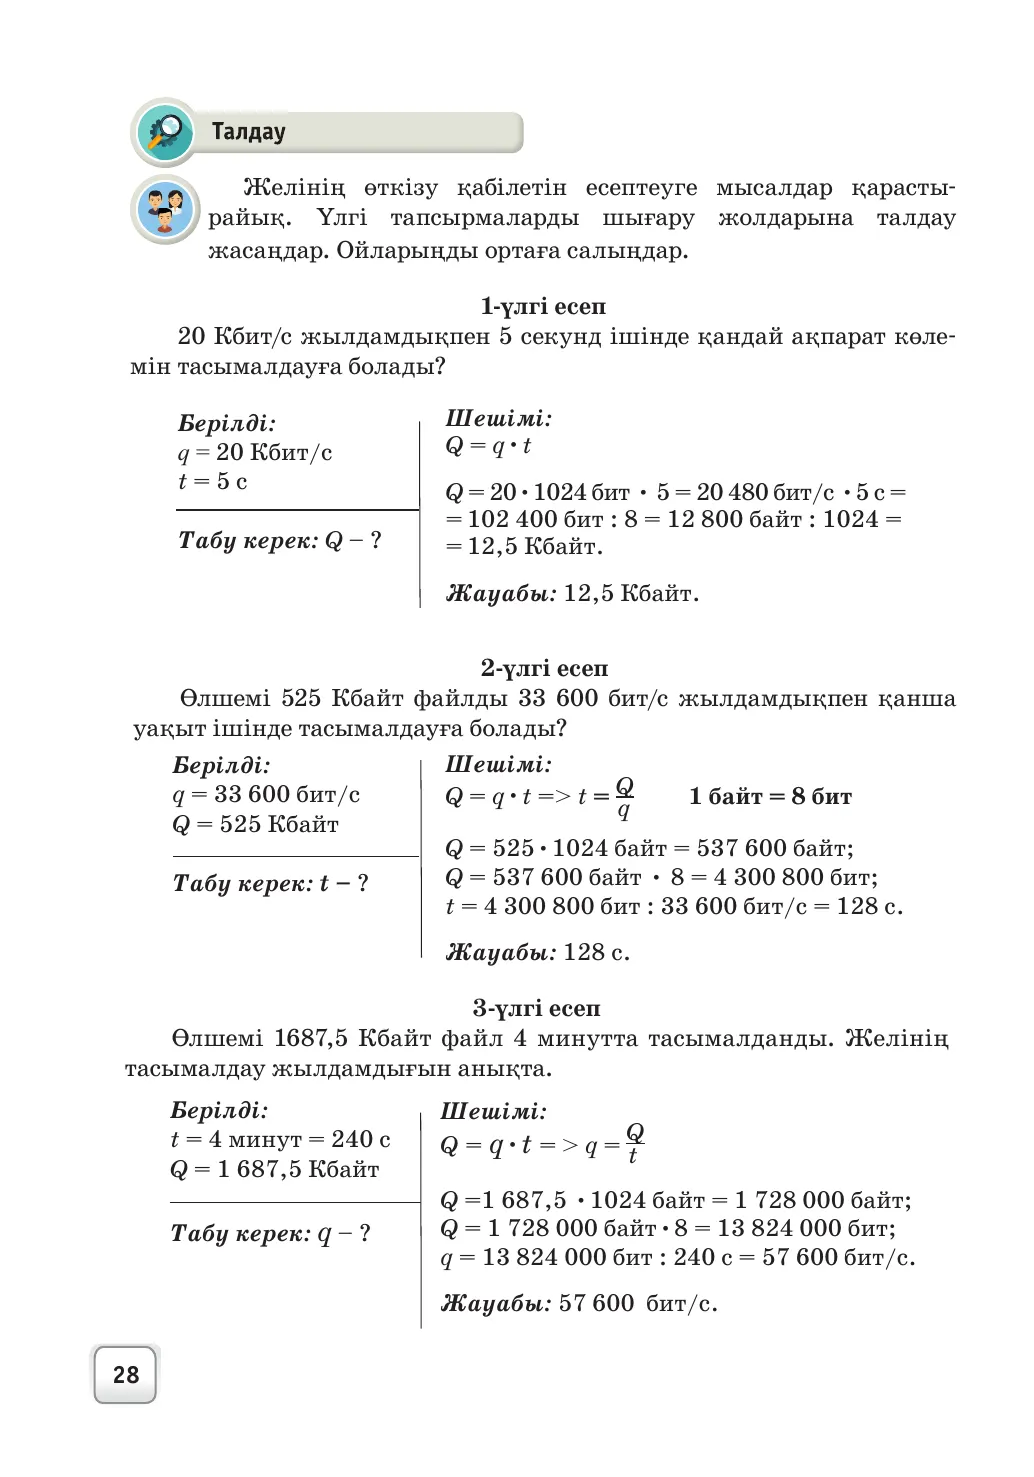 Талдау
Желінің өткізу қабілетін есептеуге мысалдар қарасты-
райық. Үлгі тапсырмаларды шығару жолдарына талдау
жасаңдар. Ойларыңды ортаға салыңдар.
1-үлгі есеп
20 Кбит/с жылдамдықпен 5 секунд ішінде қандай ақпарат көле-
мін тасымалдауға болады?
Берілді:
q = 20 Кбит/с
t = 5 с
Табу керек: Q – ?
Шешімі:
Q = q · t
Q = 20 · 1024 бит · 5 = 20 480 бит/с · 5 с =
= 102 400 бит : 8 = 12 800 байт : 1024 =
= 12,5 Кбайт.
Жауабы: 12,5 Кбайт.
2-үлгі есеп
Өлшемі 525 Кбайт файлды 33 600 бит/с жылдамдықпен қанша
уақыт ішінде тасымалдауға болады?
Берілді:
q = 33 600 бит/с
Q = 525 Кбайт
Табу керек: t – ?
Шешімі:
Q = q · t => t = Q/q 1 байт = 8 бит
Q = 525 · 1024 байт = 537 600 байт;
Q = 537 600 байт · 8 = 4 300 800 бит;
t = 4 300 800 бит : 33 600 бит/с = 128 с.
Жауабы: 128 с.
3-үлгі есеп
Өлшемі 1687,5 Кбайт файл 4 минутта тасымалданды. Желінің
тасымалдау жылдамдығын анықта.
Берілді:
t = 4 минут = 240 с
Q = 1 687,5 Кбайт
Табу керек: q – ?
Шешімі:
Q = q · t = > q = Q/t
Q =1 687,5 · 1024 байт = 1 728 000 байт;
Q = 1 728 000 байт · 8 = 13 824 000 бит;
q = 13 824 000 бит : 240 с = 57 600 бит/с.
Жауабы: 57 600 бит/с.
28